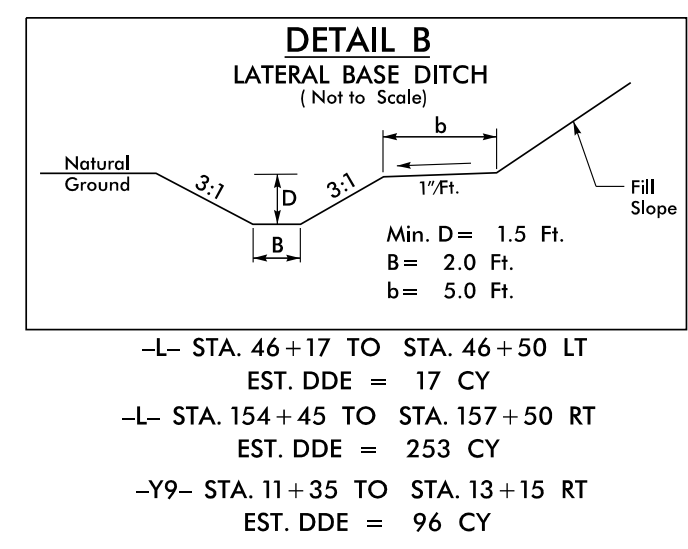 DETAIL B
LATERAL BASE DITCH
( Not to Scale)
b
Natural
Ground
3:1
D
3:1
1"/Ft.
Fill
Slope
B
Min. D = 1.5 Ft.
B = 2.0 Ft.
b = 5.0 Ft.
–L– STA. 46+17 TO STA. 46+50 LT
EST. DDE = 17 CY
–L– STA. 154+45 TO STA. 157+50 RT
EST. DDE = 253 CY
–Y9– STA. 11+35 TO STA. 13+15 RT
EST. DDE = 96 CY